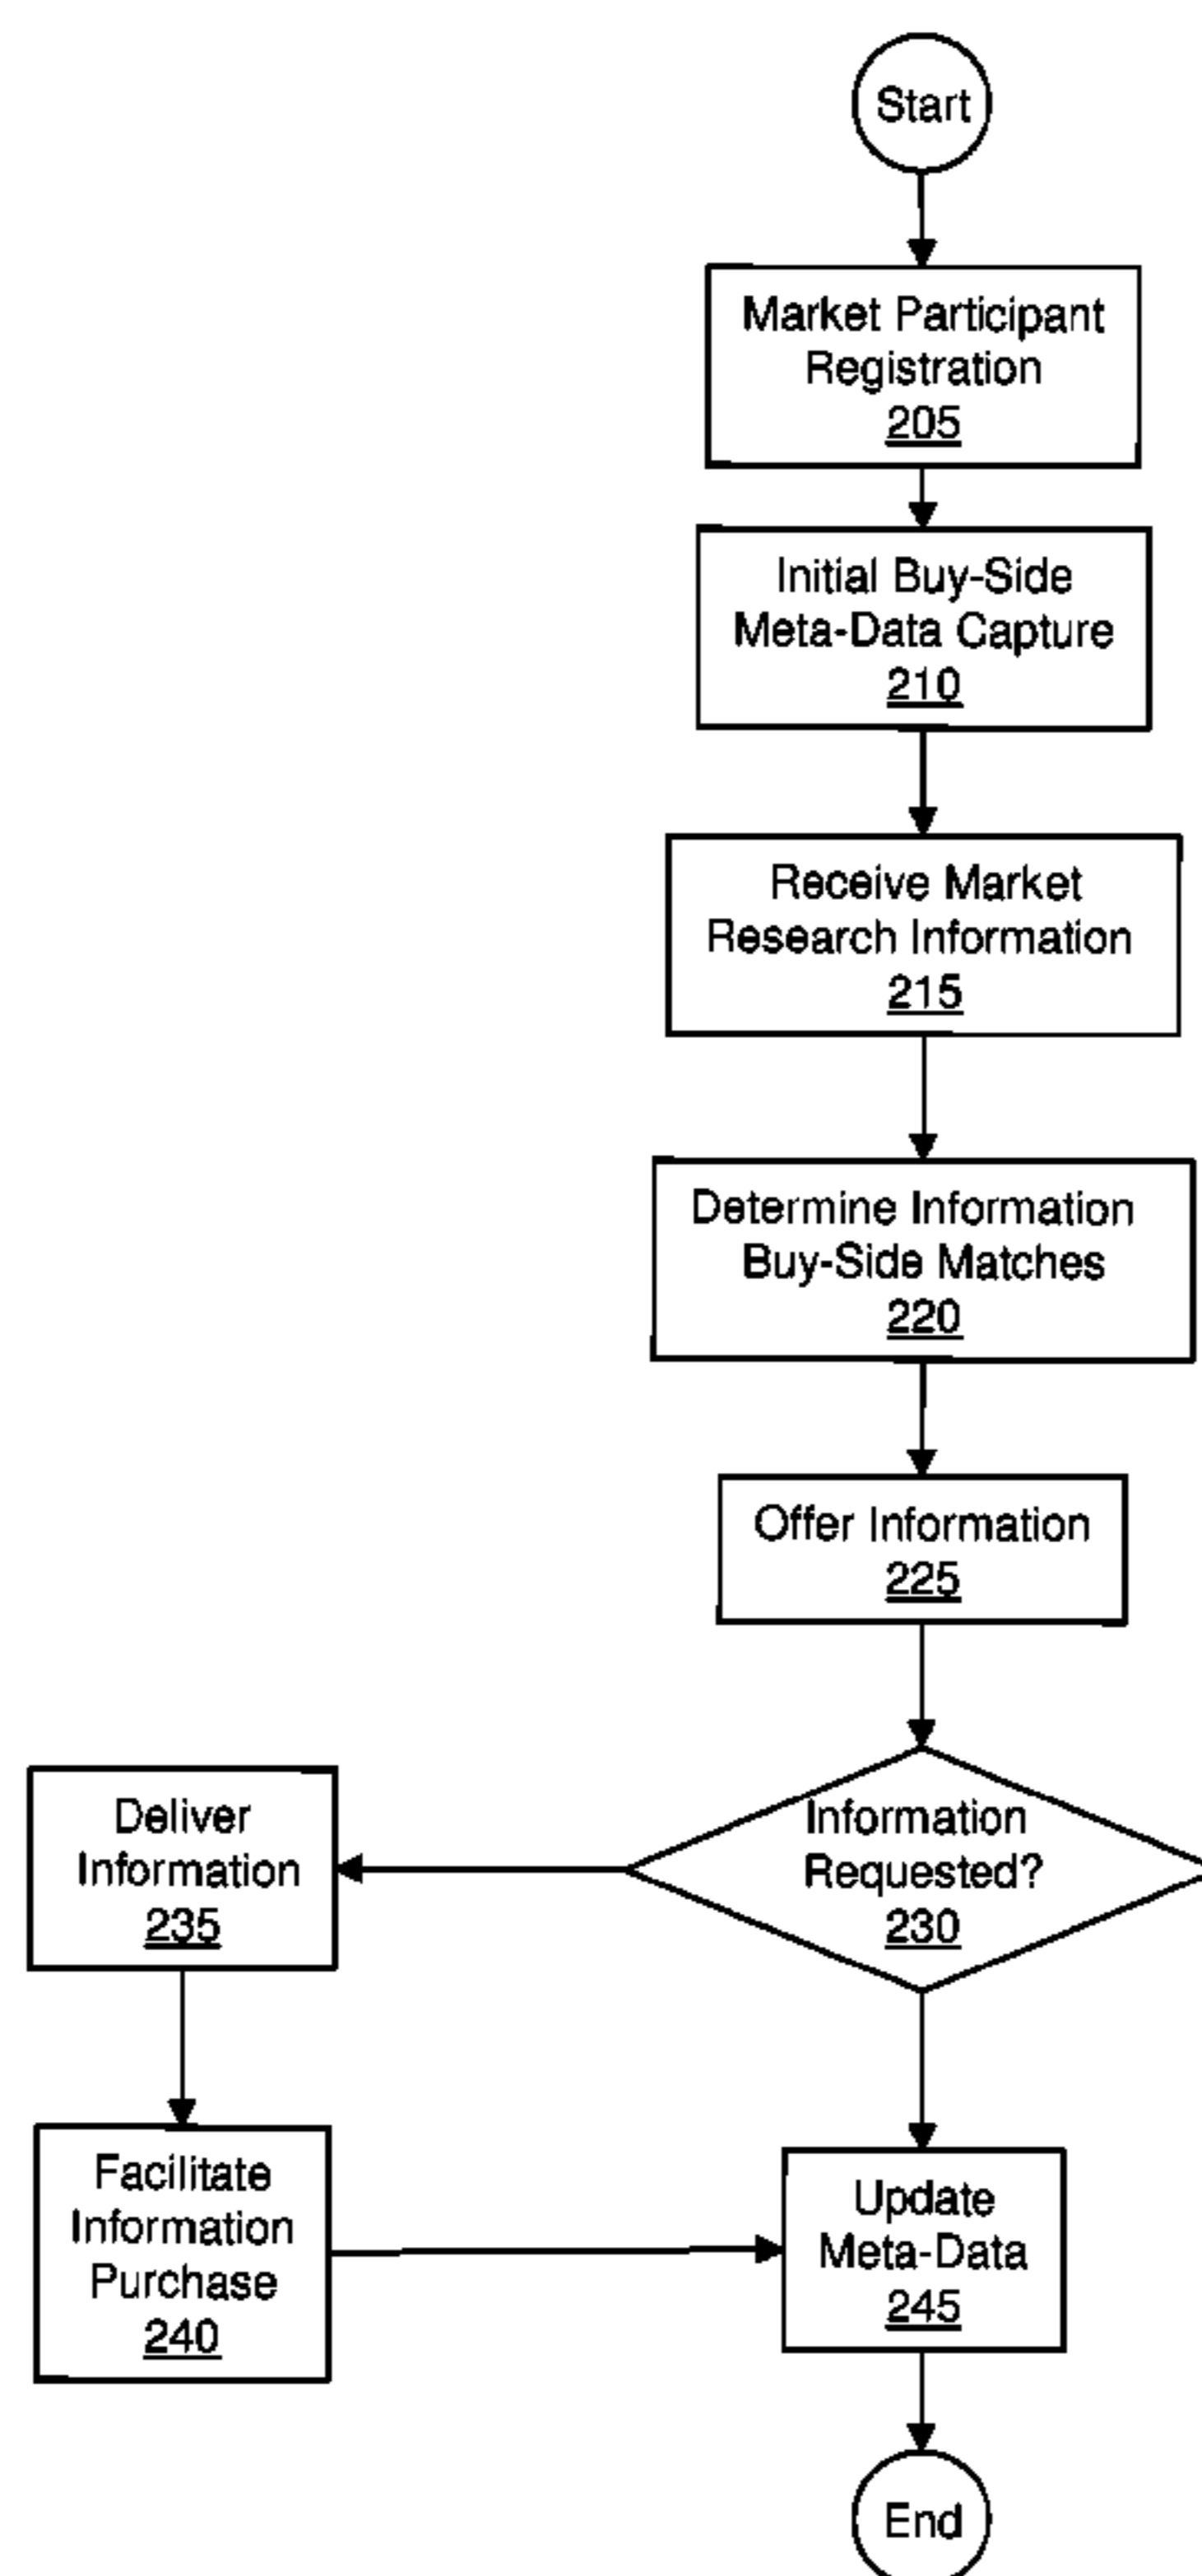 Start
Market Participant
Registration
205
Initial Buy-Side
Meta-Data Capture
210
Receive Market
Research Information
215
Determine Information
Buy-Side Matches
220
Offer Information
225
Information
Requested?
230
Deliver
Information
235
Facilitate
Information
Purchase
240
Update
Meta-Data
245
End